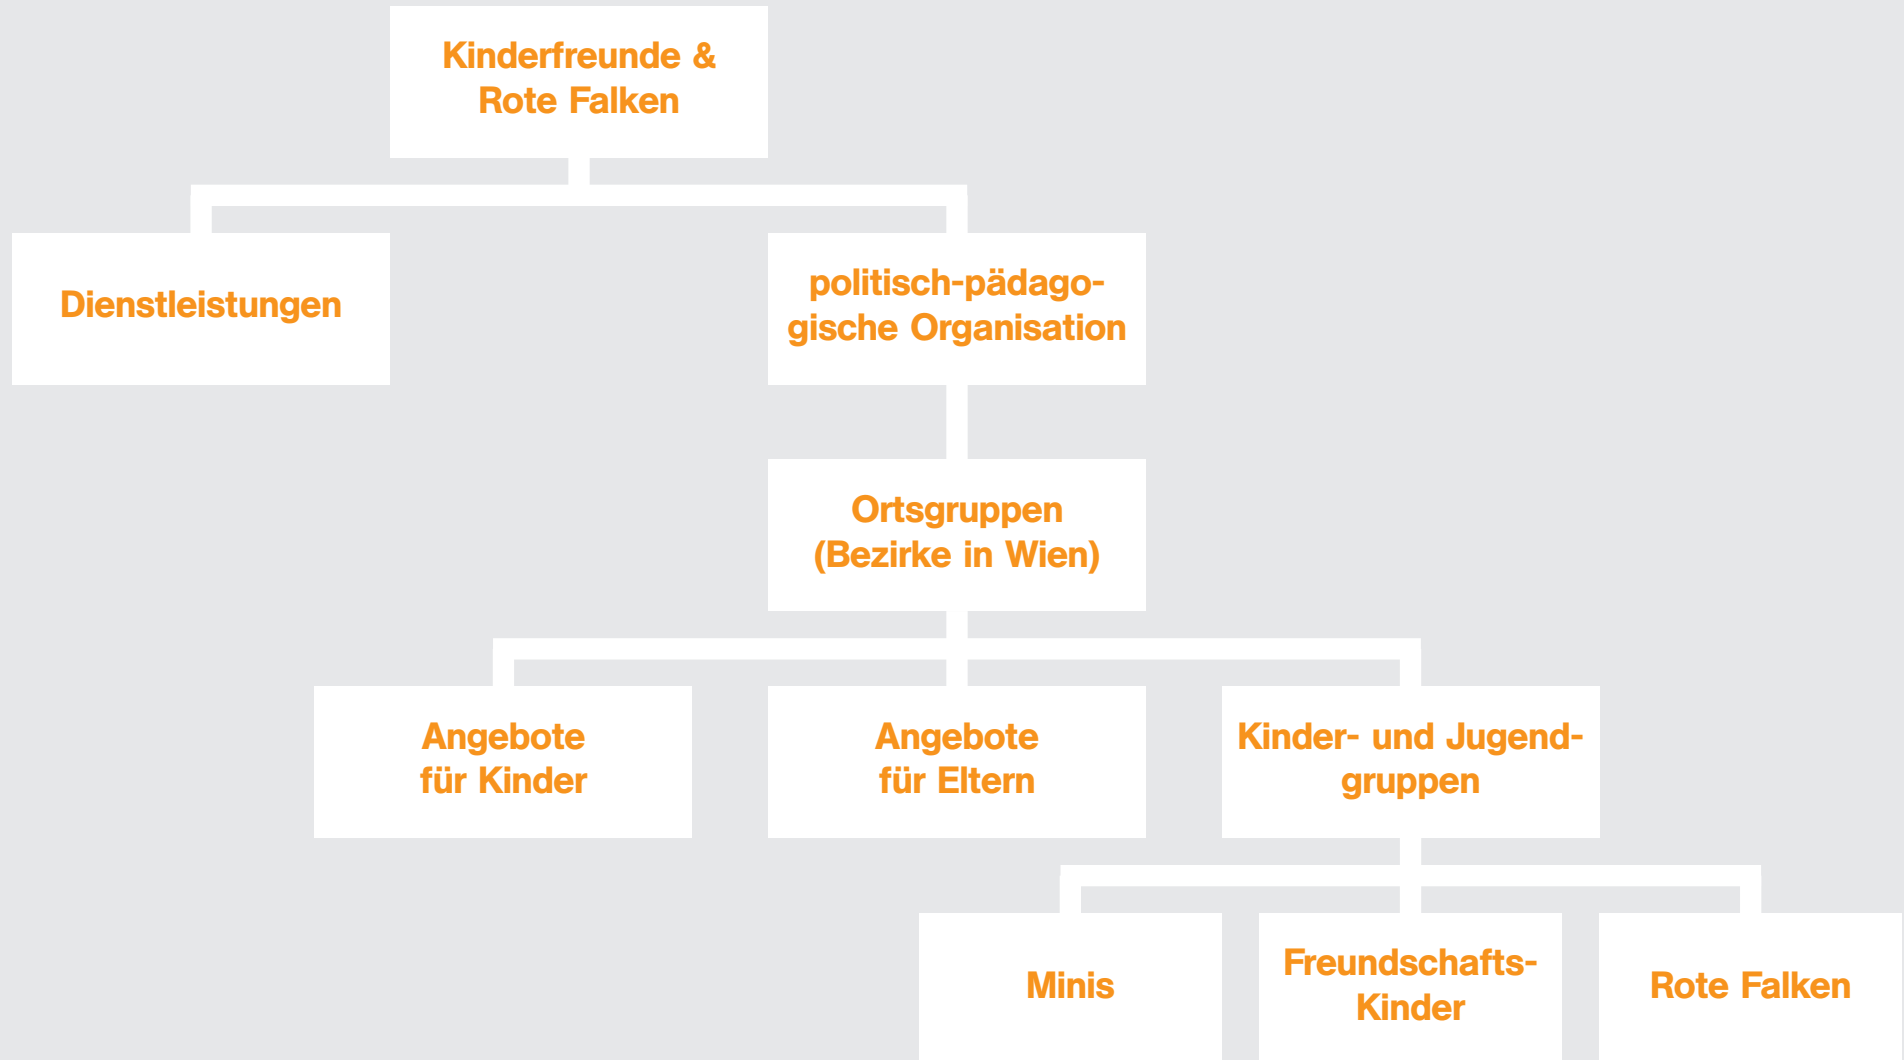 Kinderfreunde &
Rote Falken
Dienstleistungen
politisch-pädago-
gische Organisation
Ortsgruppen
(Bezirke in Wien)
Angebote
für Kinder
Angebote
für Eltern
Kinder- und Jugend-
gruppen
Minis
Freundschafts-
Kinder
Rote Falken